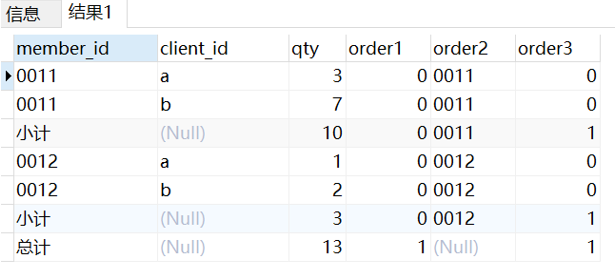 信息 结果1
member_id client_id qty order1 order2 order3
0011 a 3 0 0011 0
0011 b 7 0 0011 0
小计 (Null) 10 0 0011 1
0012 a 1 0 0012 0
0012 b 2 0 0012 0
小计 (Null) 3 0 0012 1
总计 (Null) 13 1 (Null) 1